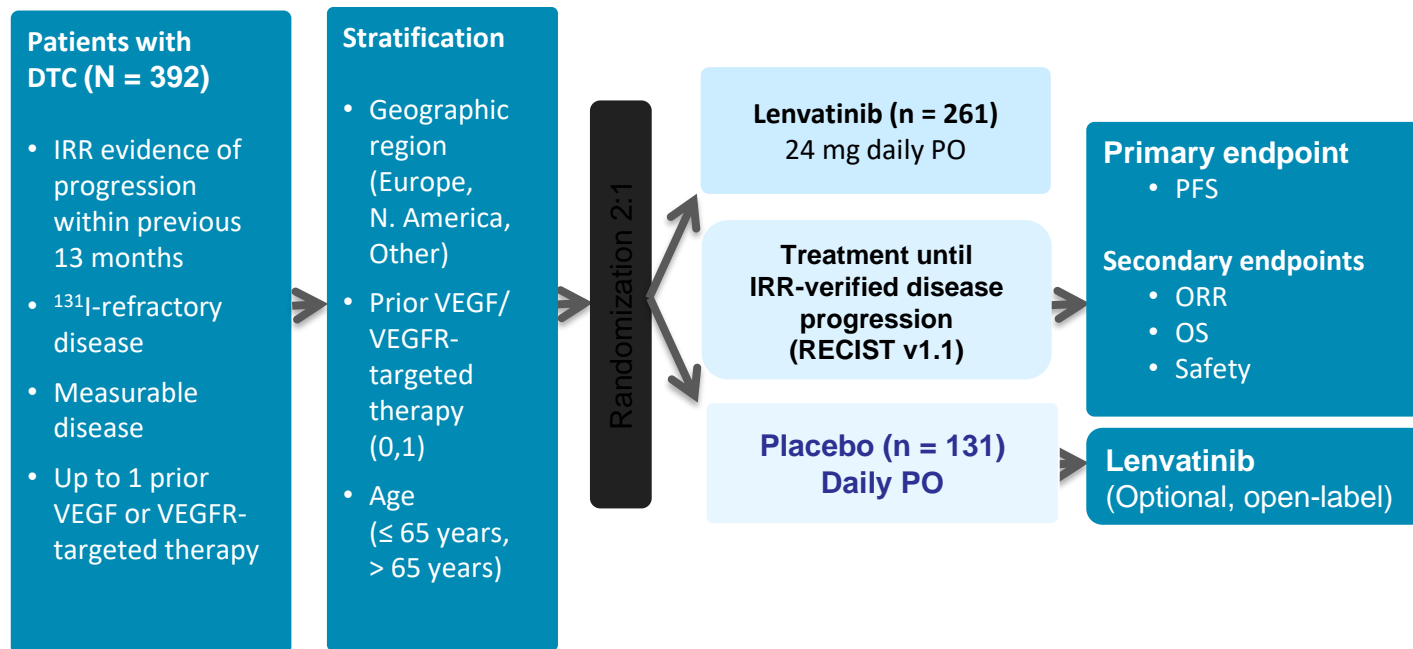 Patients with
DTC (N = 392)
• IRR evidence of
progression
within previous
13 months
• ¹³¹I-refractory
disease
• Measurable
disease
• Up to 1 prior
VEGF or VEGFR-
targeted therapy
Stratification
• Geographic
region
(Europe,
N. America,
Other)
• Prior VEGF/
VEGFR-
targeted
therapy
(0,1)
• Age
(≤ 65 years,
> 65 years)
Randomization 2:1
Lenvatinib (n = 261)
24 mg daily PO
Treatment until
IRR-verified disease
progression
(RECIST v1.1)
Placebo (n = 131)
Daily PO
Primary endpoint
• PFS
Secondary endpoints
• ORR
• OS
• Safety
Lenvatinib
(Optional, open-label)